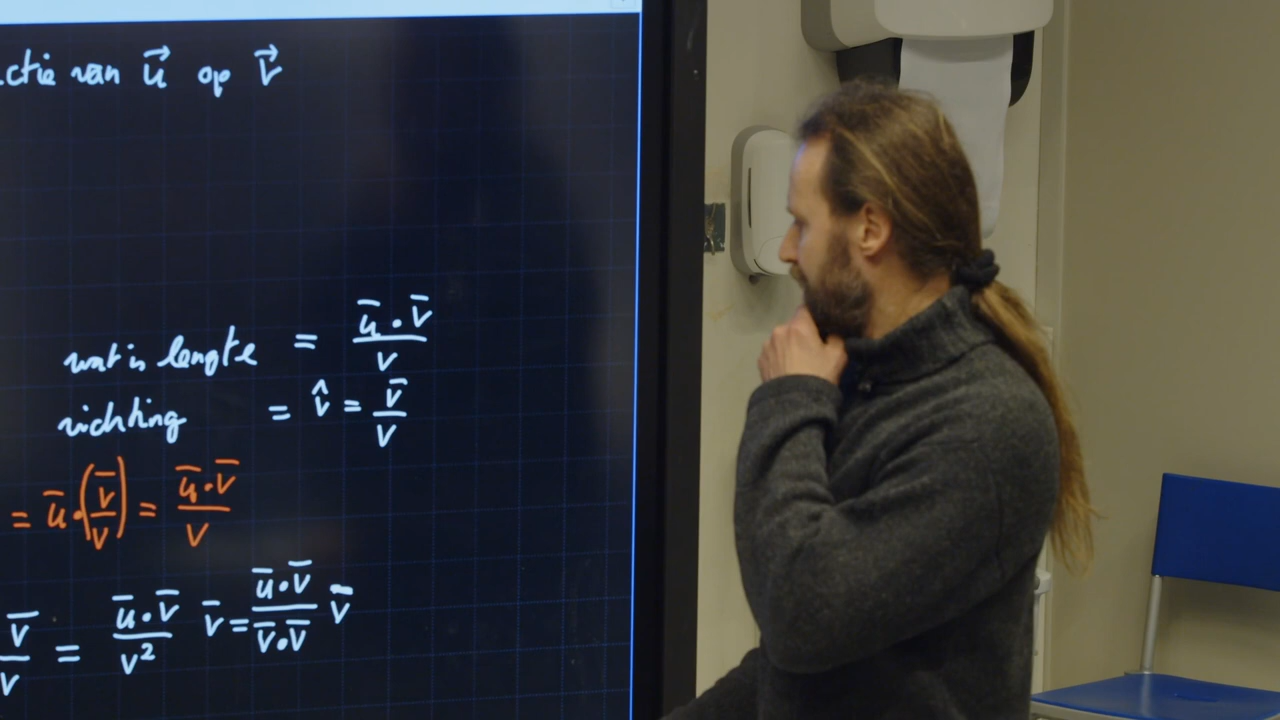 ctie van u⃗ op v⃗
wat is lengte = (ū · v̄)/v
richting = v̂ = v̄/v
= ū · (v̄/v) = (ū · v̄)/v
v̄/v = (ū · v̄)/v² v̄ = (ū · v̄)/(v̄ · v̄) v̄